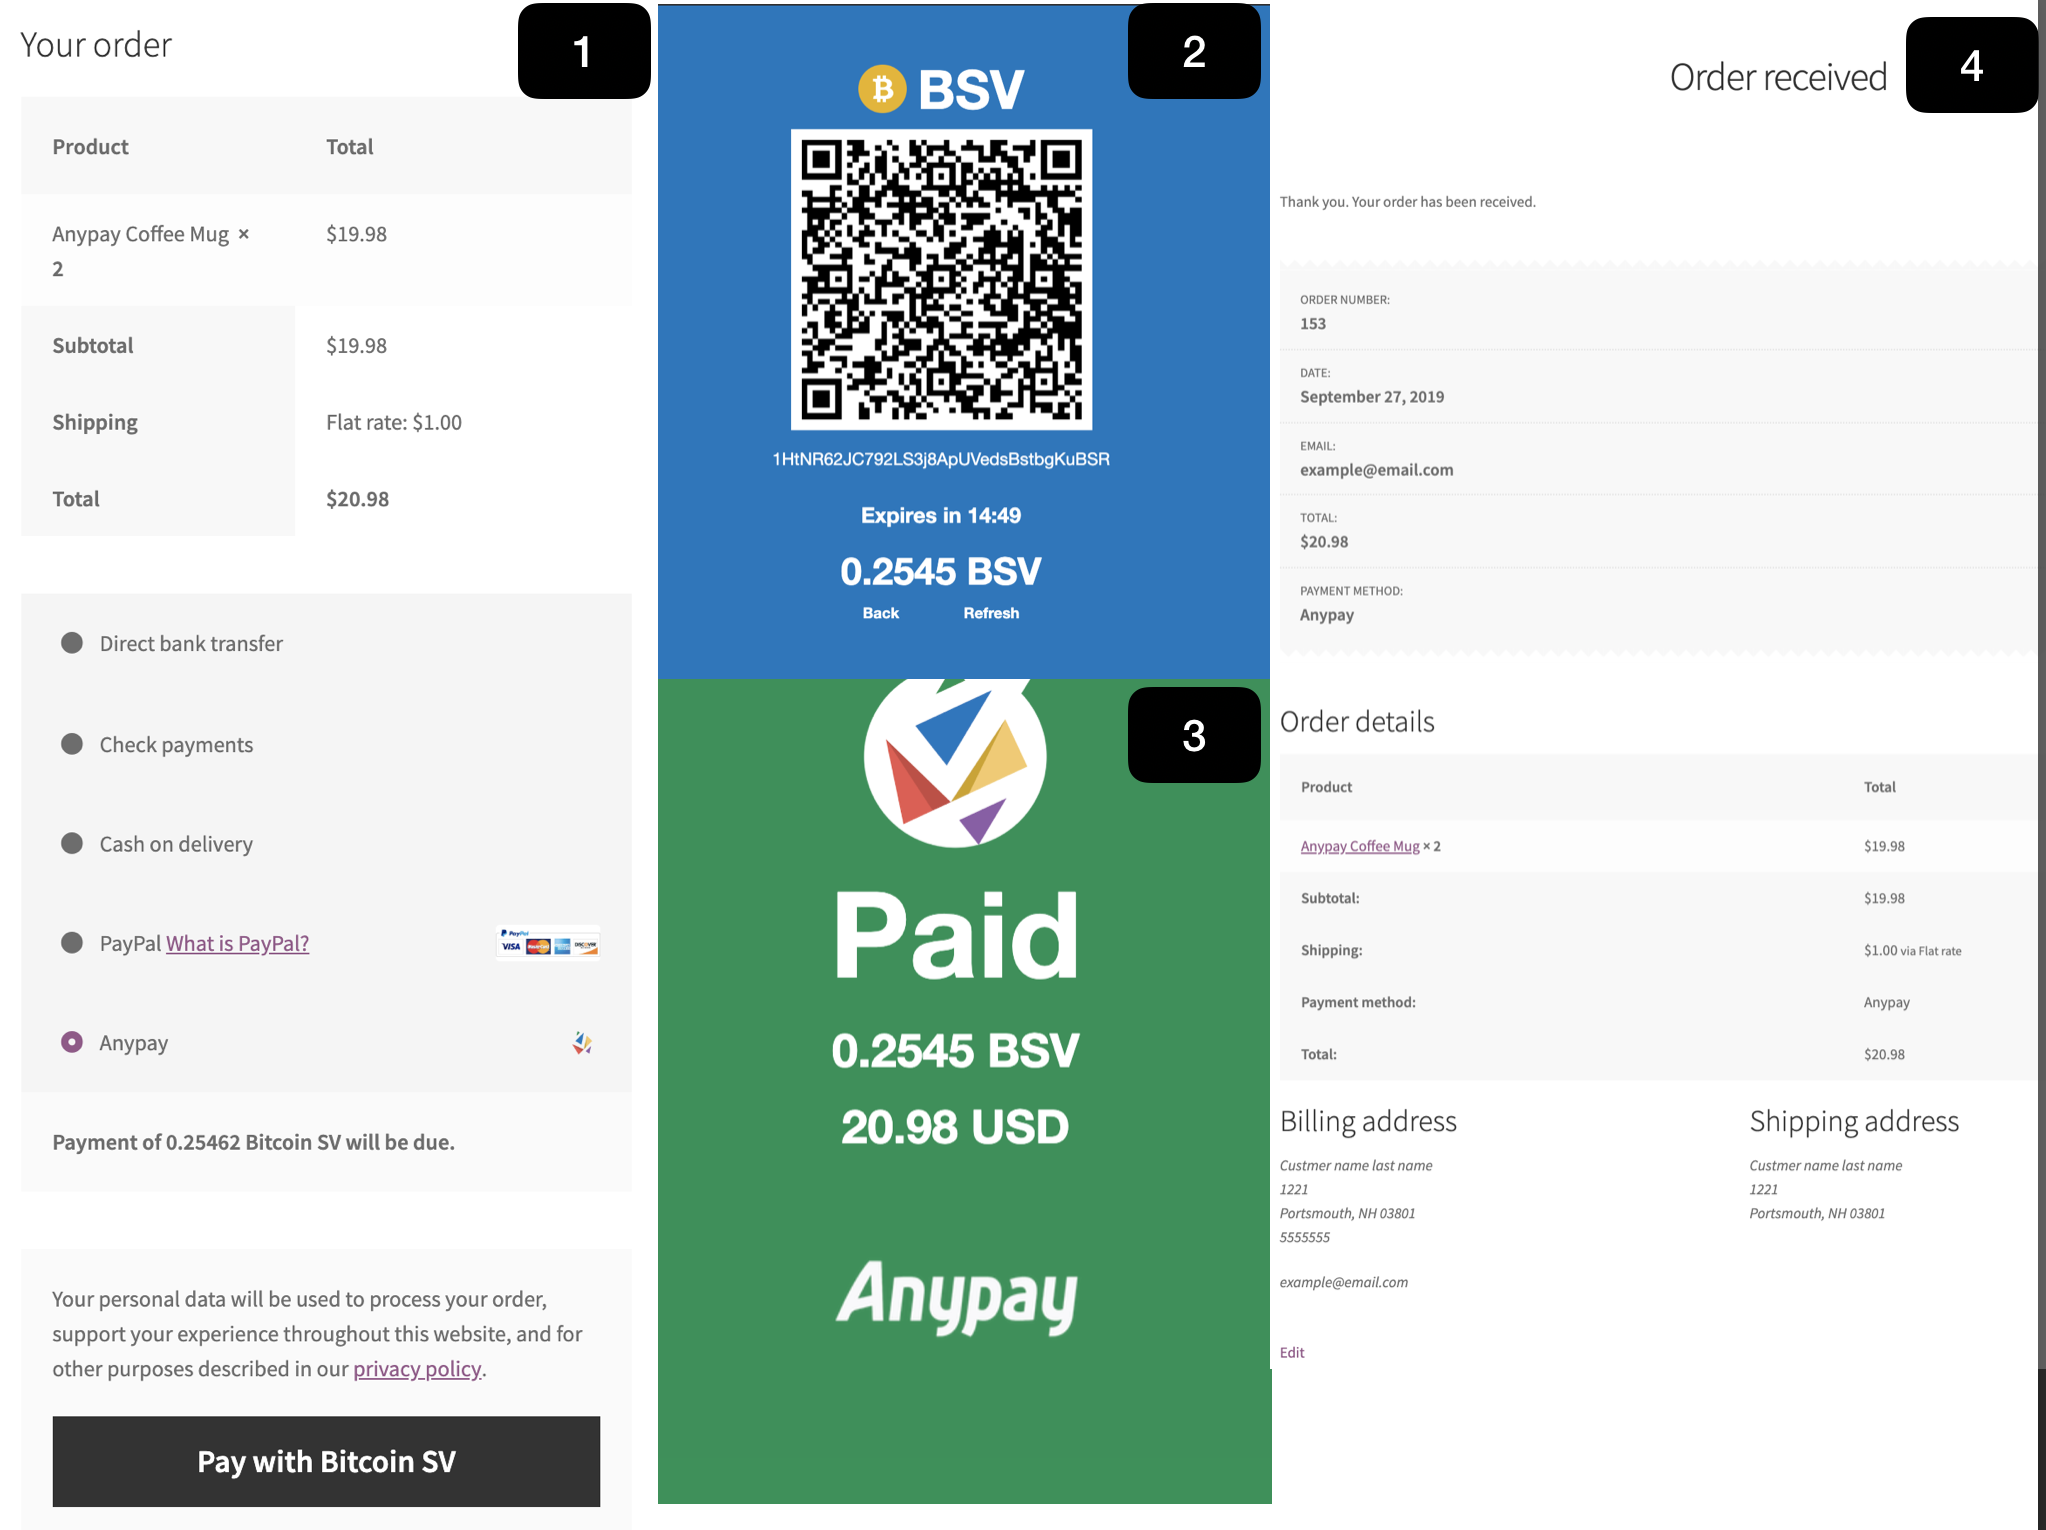 1
Your order
Product Total
Anypay Coffee Mug × $19.98
2
Subtotal $19.98
Shipping Flat rate: $1.00
Total $20.98
Direct bank transfer
Check payments
Cash on delivery
PayPal What is PayPal?
PayPal
VISA MasterCard DISCOVER
Anypay
Payment of 0.25462 Bitcoin SV will be due.
Your personal data will be used to process your order,
support your experience throughout this website, and for
other purposes described in our privacy policy.
Pay with Bitcoin SV
2
BSV
1HtNR62JC792LS3j8ApUVedsBstbgKuBSR
Expires in 14:49
0.2545 BSV
Back Refresh
3
Paid
0.2545 BSV
20.98 USD
Anypay
4
Order received
Thank you. Your order has been received.
ORDER NUMBER:
153
DATE:
September 27, 2019
EMAIL:
example@email.com
TOTAL:
$20.98
PAYMENT METHOD:
Anypay
Order details
Product Total
Anypay Coffee Mug × 2 $19.98
Subtotal: $19.98
Shipping: $1.00 via Flat rate
Payment method: Anypay
Total: $20.98
Billing address
Custmer name last name
1221
Portsmouth, NH 03801
5555555
example@email.com
Edit
Shipping address
Custmer name last name
1221
Portsmouth, NH 03801